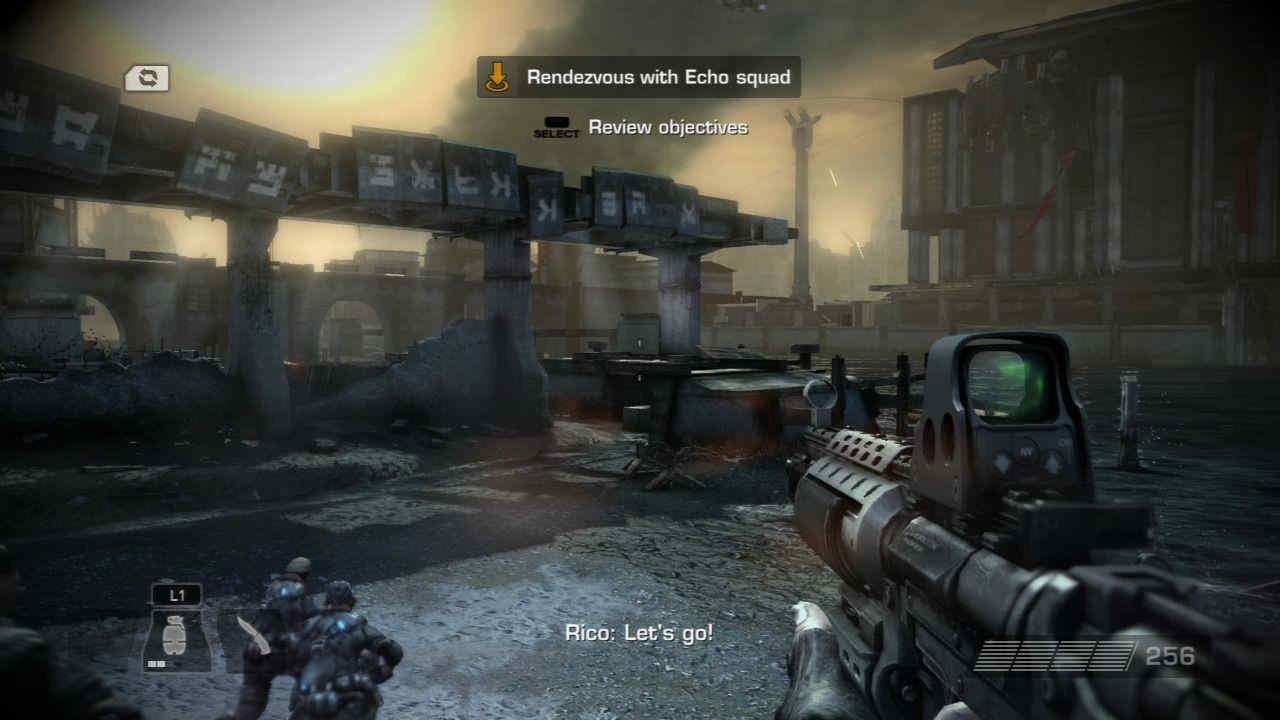 Rendezvous with Echo squad
SELECT Review objectives
L1
Rico: Let's go!
256